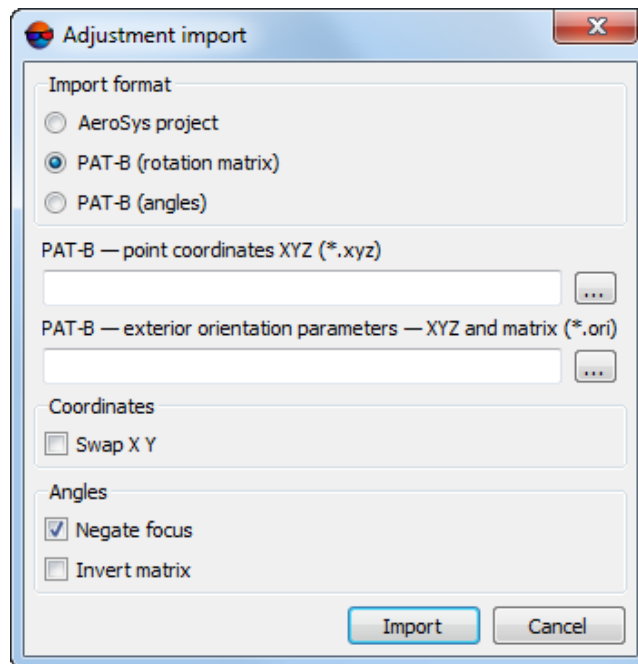 Adjustment import
Import format
AeroSys project
PAT-B (rotation matrix)
PAT-B (angles)
PAT-B — point coordinates XYZ (*.xyz)
...
PAT-B — exterior orientation parameters — XYZ and matrix (*.ori)
...
Coordinates
Swap X Y
Angles
Negate focus
Invert matrix
Import Cancel